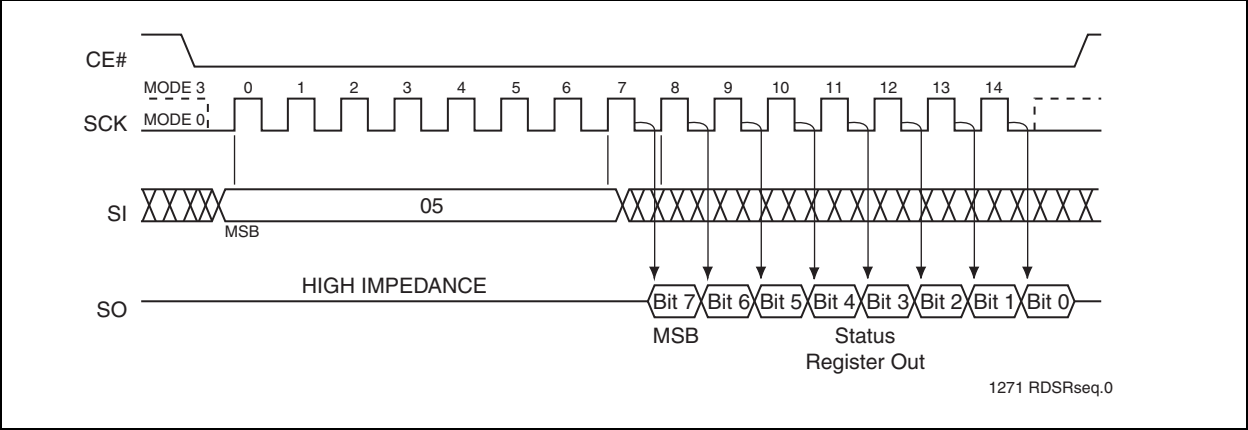 CE#
MODE 3 0 1 2 3 4 5 6 7 8 9 10 11 12 13 14
SCK MODE 0
SI 05
MSB
HIGH IMPEDANCE
SO Bit 7 Bit 6 Bit 5 Bit 4 Bit 3 Bit 2 Bit 1 Bit 0
MSB Status
Register Out
1271 RDSRseq.0